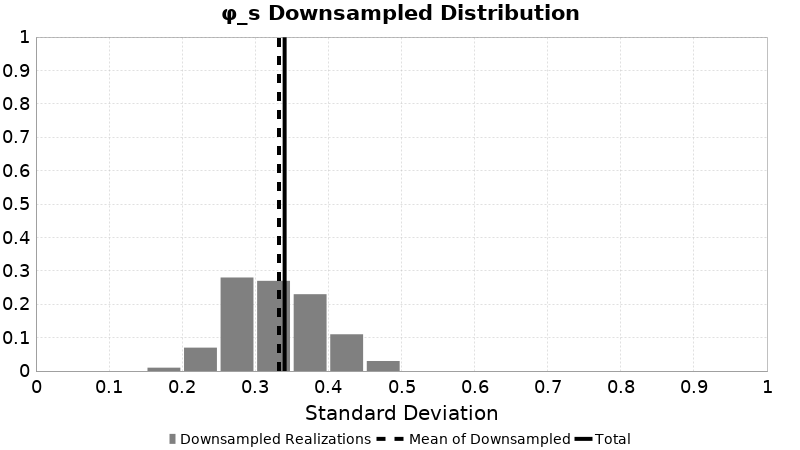 φ_s Downsampled Distribution
1
0.9
0.8
0.7
0.6
0.5
0.4
0.3
0.2
0.1
0
0 0.1 0.2 0.3 0.4 0.5 0.6 0.7 0.8 0.9 1
Standard Deviation
Downsampled Realizations Mean of Downsampled Total